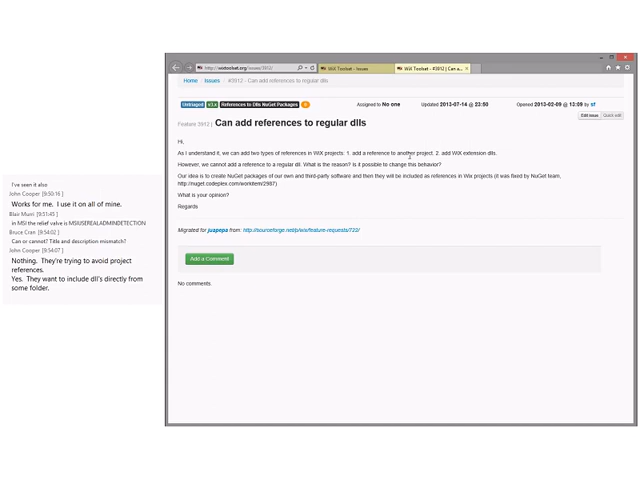 I've seen it also
John Cooper [9:50:16 ]
Works for me. I use it on all of mine.
Blair Murri [9:51:45 ]
in MSI the relief valve is MSIUSEREALADMINDETECTION
Bruce Cran [9:54:02 ]
Can or cannot? Title and description mismatch?
John Cooper [9:54:07 ]
Nothing. They're trying to avoid project
references.
Yes. They want to include dll's directly from
some folder.
http://wixtoolset.org/issues/3912/
WiX Toolset - Issues
WiX Toolset - #3912 | Can a...
Home / Issues / #3912 - Can add references to regular dlls
Untriaged v3.x References to Dlls NuGet Packages
Assigned to No one Updated 2013-07-14 @ 23:50 Opened 2013-02-09 @ 13:09 by sf
Edit issue Quick edit
Feature 3912 | Can add references to regular dlls
Hi,
As I understand it, we can add two types of references in WiX projects: 1. add a reference to another project. 2. add WiX extension dlls.
However, we cannot add a reference to a regular dll. What is the reason? Is it possible to change this behavior?
Our idea is to create NuGet packages of our own and third-party software and then they will be included as references in Wix projects (it was fixed by NuGet team,
http://nuget.codeplex.com/workitem/2987)
What is your opinion?
Regards
Migrated for juapepa from: http://sourceforge.net/p/wix/feature-requests/722/
Add a Comment
No comments.